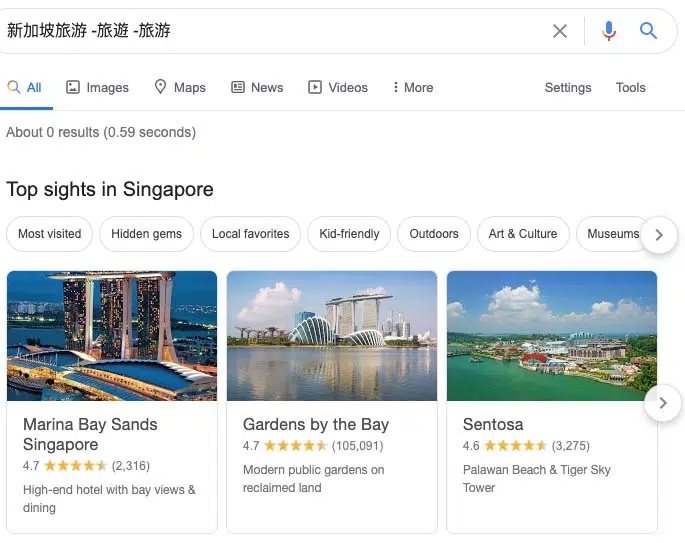 新加坡旅游 -旅遊 -旅游
All Images Maps News Videos More Settings Tools
About 0 results (0.59 seconds)
Top sights in Singapore
Most visited Hidden gems Local favorites Kid-friendly Outdoors Art & Culture Museums
Marina Bay Sands
Singapore
4.7 (2,316)
High-end hotel with bay views &
dining
Gardens by the Bay
4.7 (105,091)
Modern public gardens on
reclaimed land
Sentosa
4.6 (3,275)
Palawan Beach & Tiger Sky
Tower